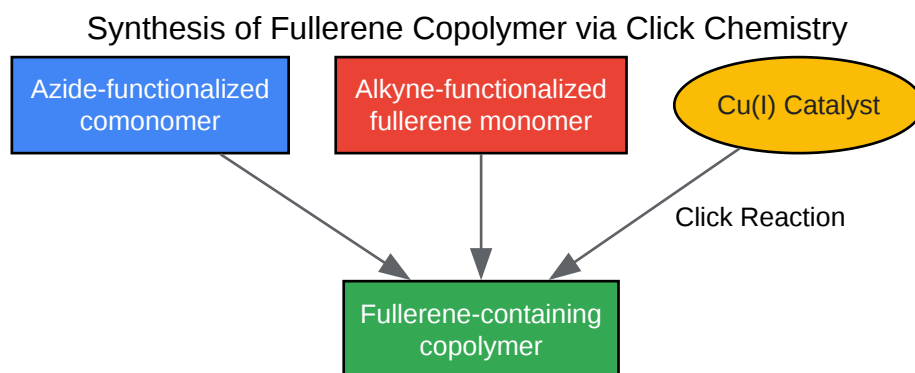 Synthesis of Fullerene Copolymer via Click Chemistry
Azide-functionalized
comonomer
Alkyne-functionalized
fullerene monomer
Cu(I) Catalyst
Click Reaction
Fullerene-containing
copolymer